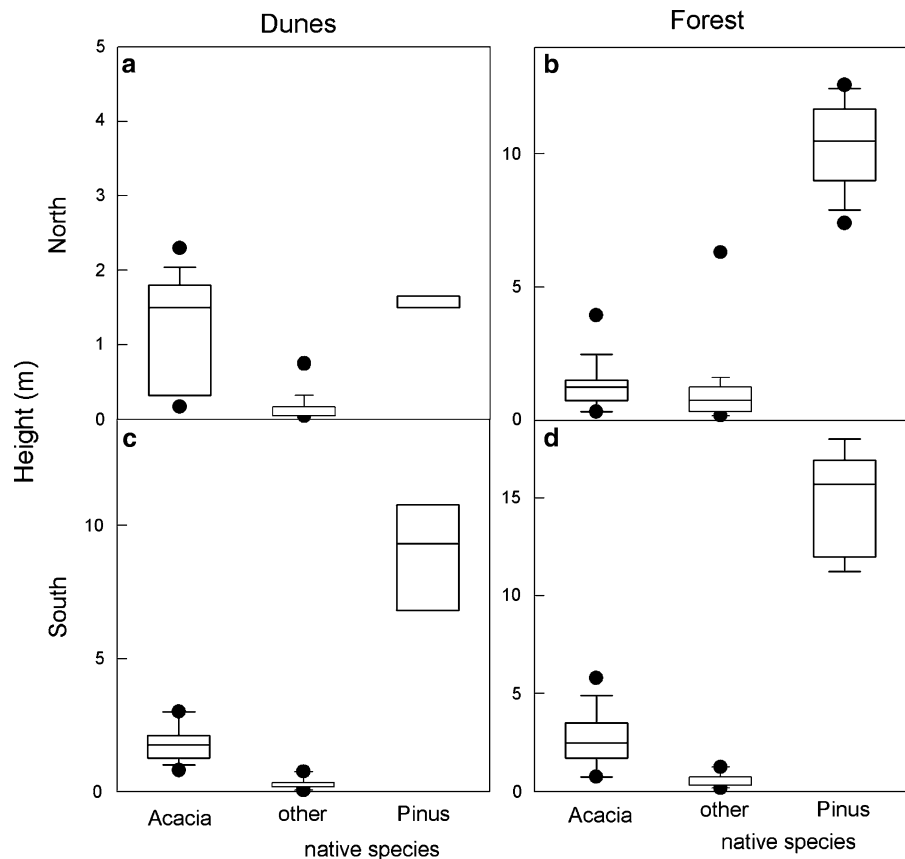 Dunes
Forest
a
b
5
4
3
2
1
0
10
5
0
North
Height (m)
c
d
10
5
0
15
10
5
0
South
Acacia
other
Pinus
native species
Acacia
other
Pinus
native species